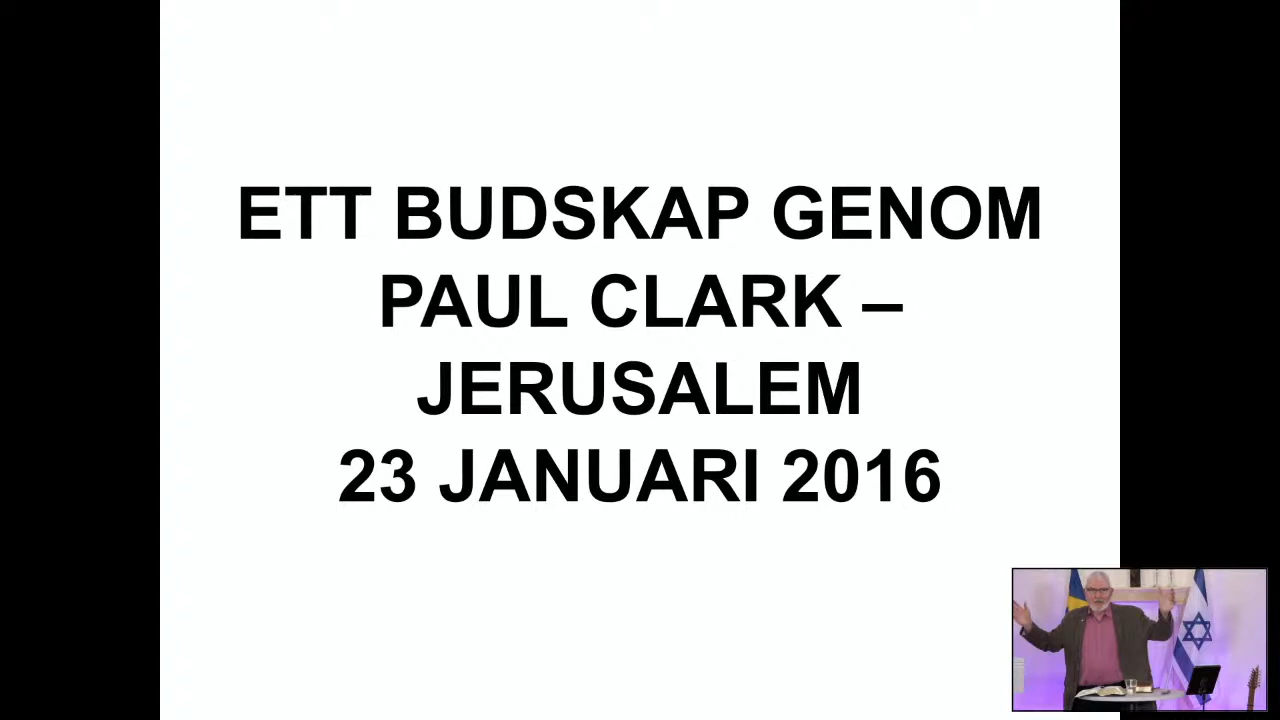 ETT BUDSKAP GENOM
PAUL CLARK –
JERUSALEM
23 JANUARI 2016